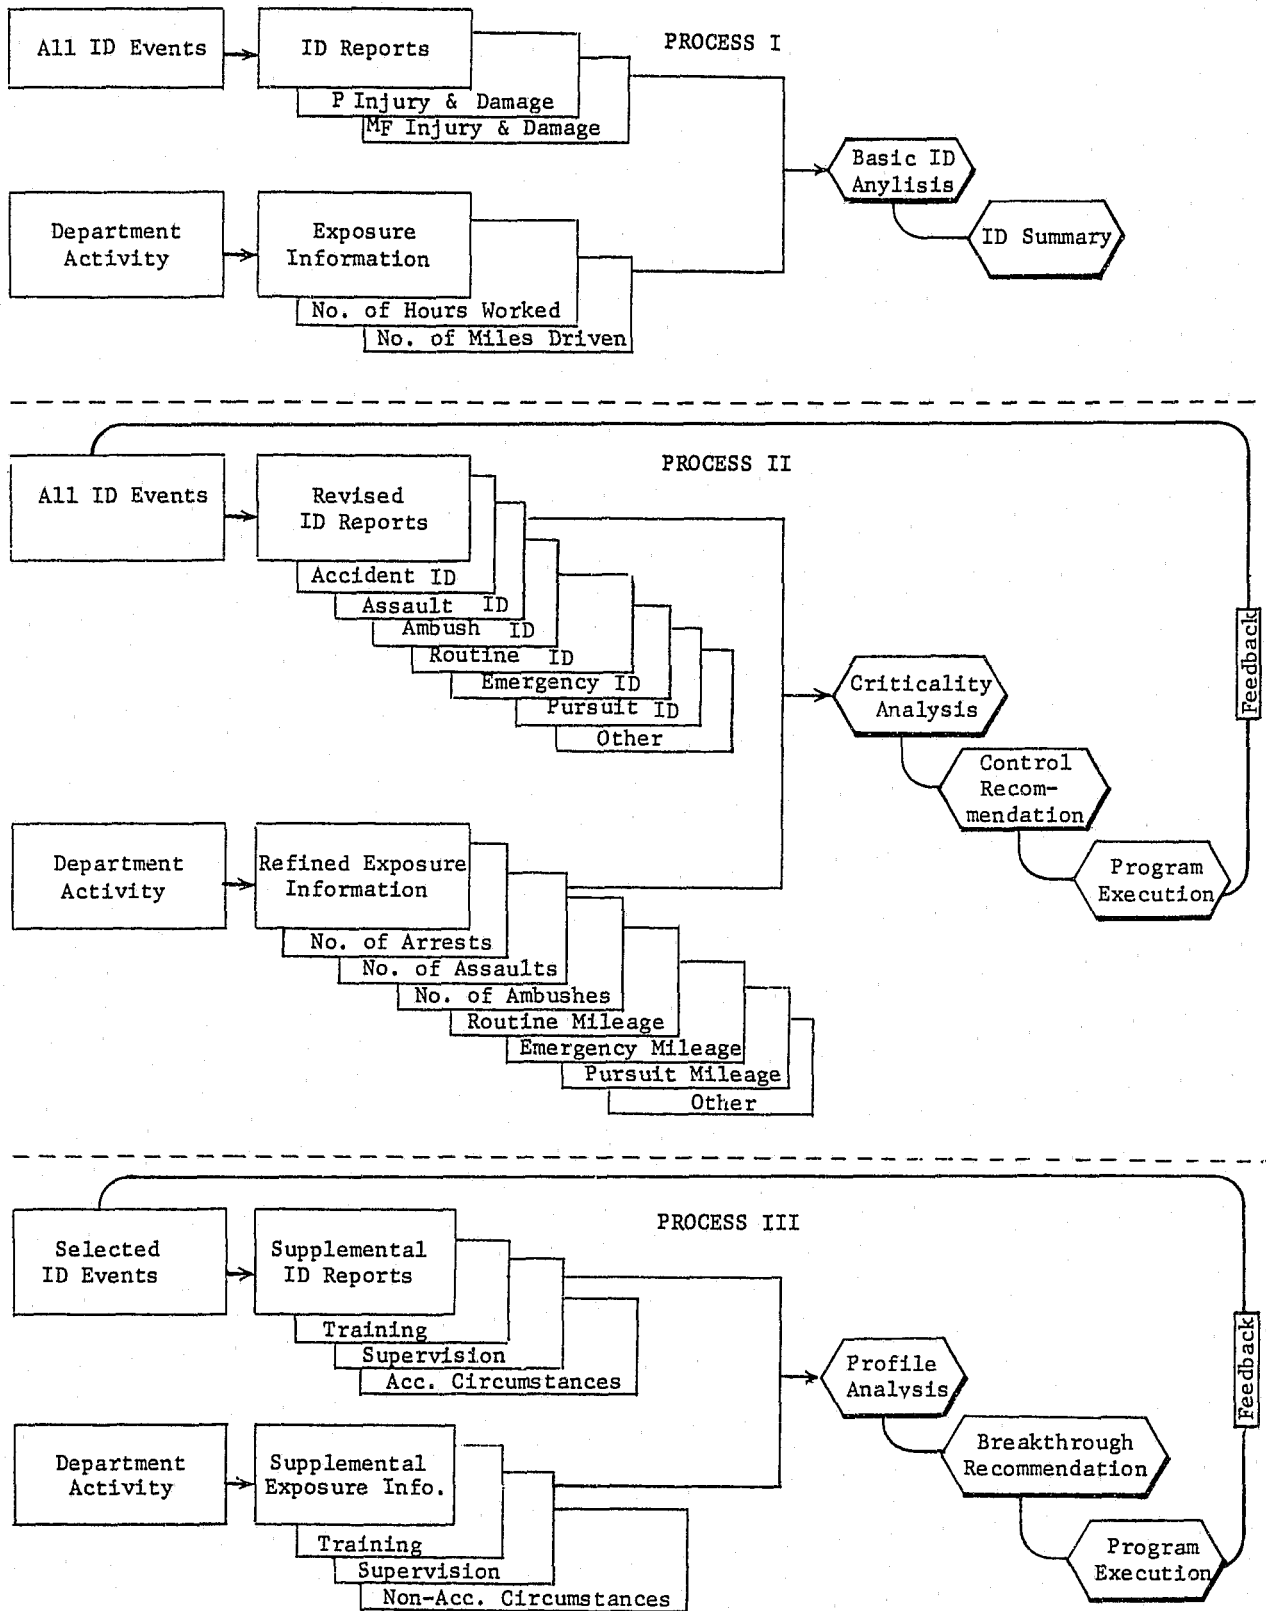 PROCESS I
All ID Events
ID Reports
P Injury & Damage
MF Injury & Damage
Basic ID
Anylisis
ID Summary
Department
Activity
Exposure
Information
No. of Hours Worked
No. of Miles Driven
PROCESS II
All ID Events
Revised
ID Reports
Accident ID
Assault ID
Ambush ID
Routine ID
Emergency ID
Pursuit ID
Other
Criticality
Analysis
Control
Recom-
mendation
Program
Execution
Feedback
Department
Activity
Refined Exposure
Information
No. of Arrests
No. of Assaults
No. of Ambushes
Routine Mileage
Emergency Mileage
Pursuit Mileage
Other
PROCESS III
Selected
ID Events
Supplemental
ID Reports
Training
Supervision
Acc. Circumstances
Profile
Analysis
Breakthrough
Recommendation
Program
Execution
Feedback
Department
Activity
Supplemental
Exposure Info.
Training
Supervision
Non-Acc. Circumstances